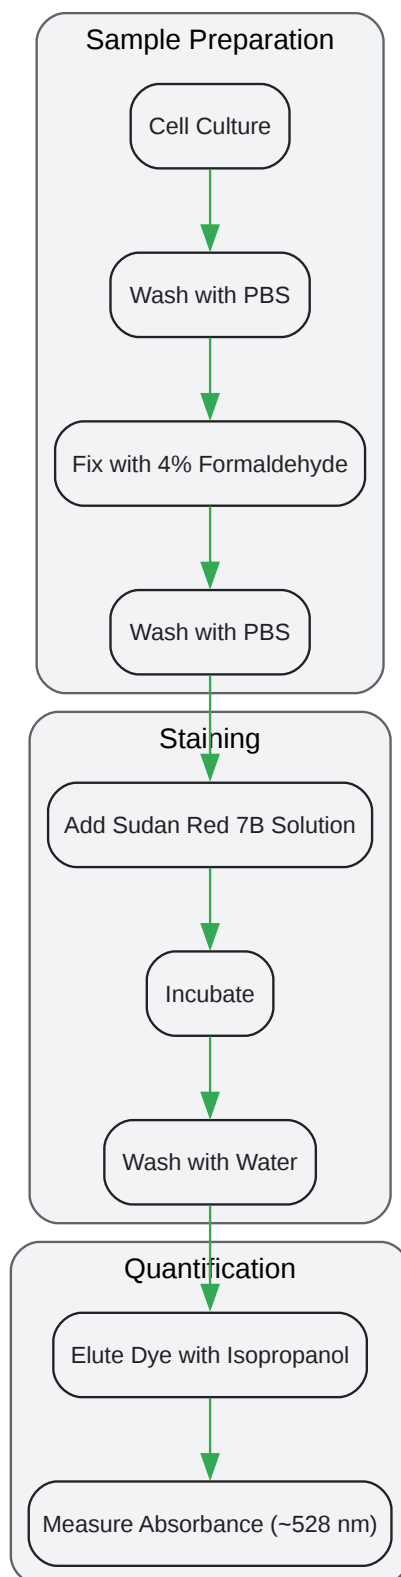 Sample Preparation
Cell Culture
Wash with PBS
Fix with 4% Formaldehyde
Wash with PBS
Staining
Add Sudan Red 7B Solution
Incubate
Wash with Water
Quantification
Elute Dye with Isopropanol
Measure Absorbance (~528 nm)